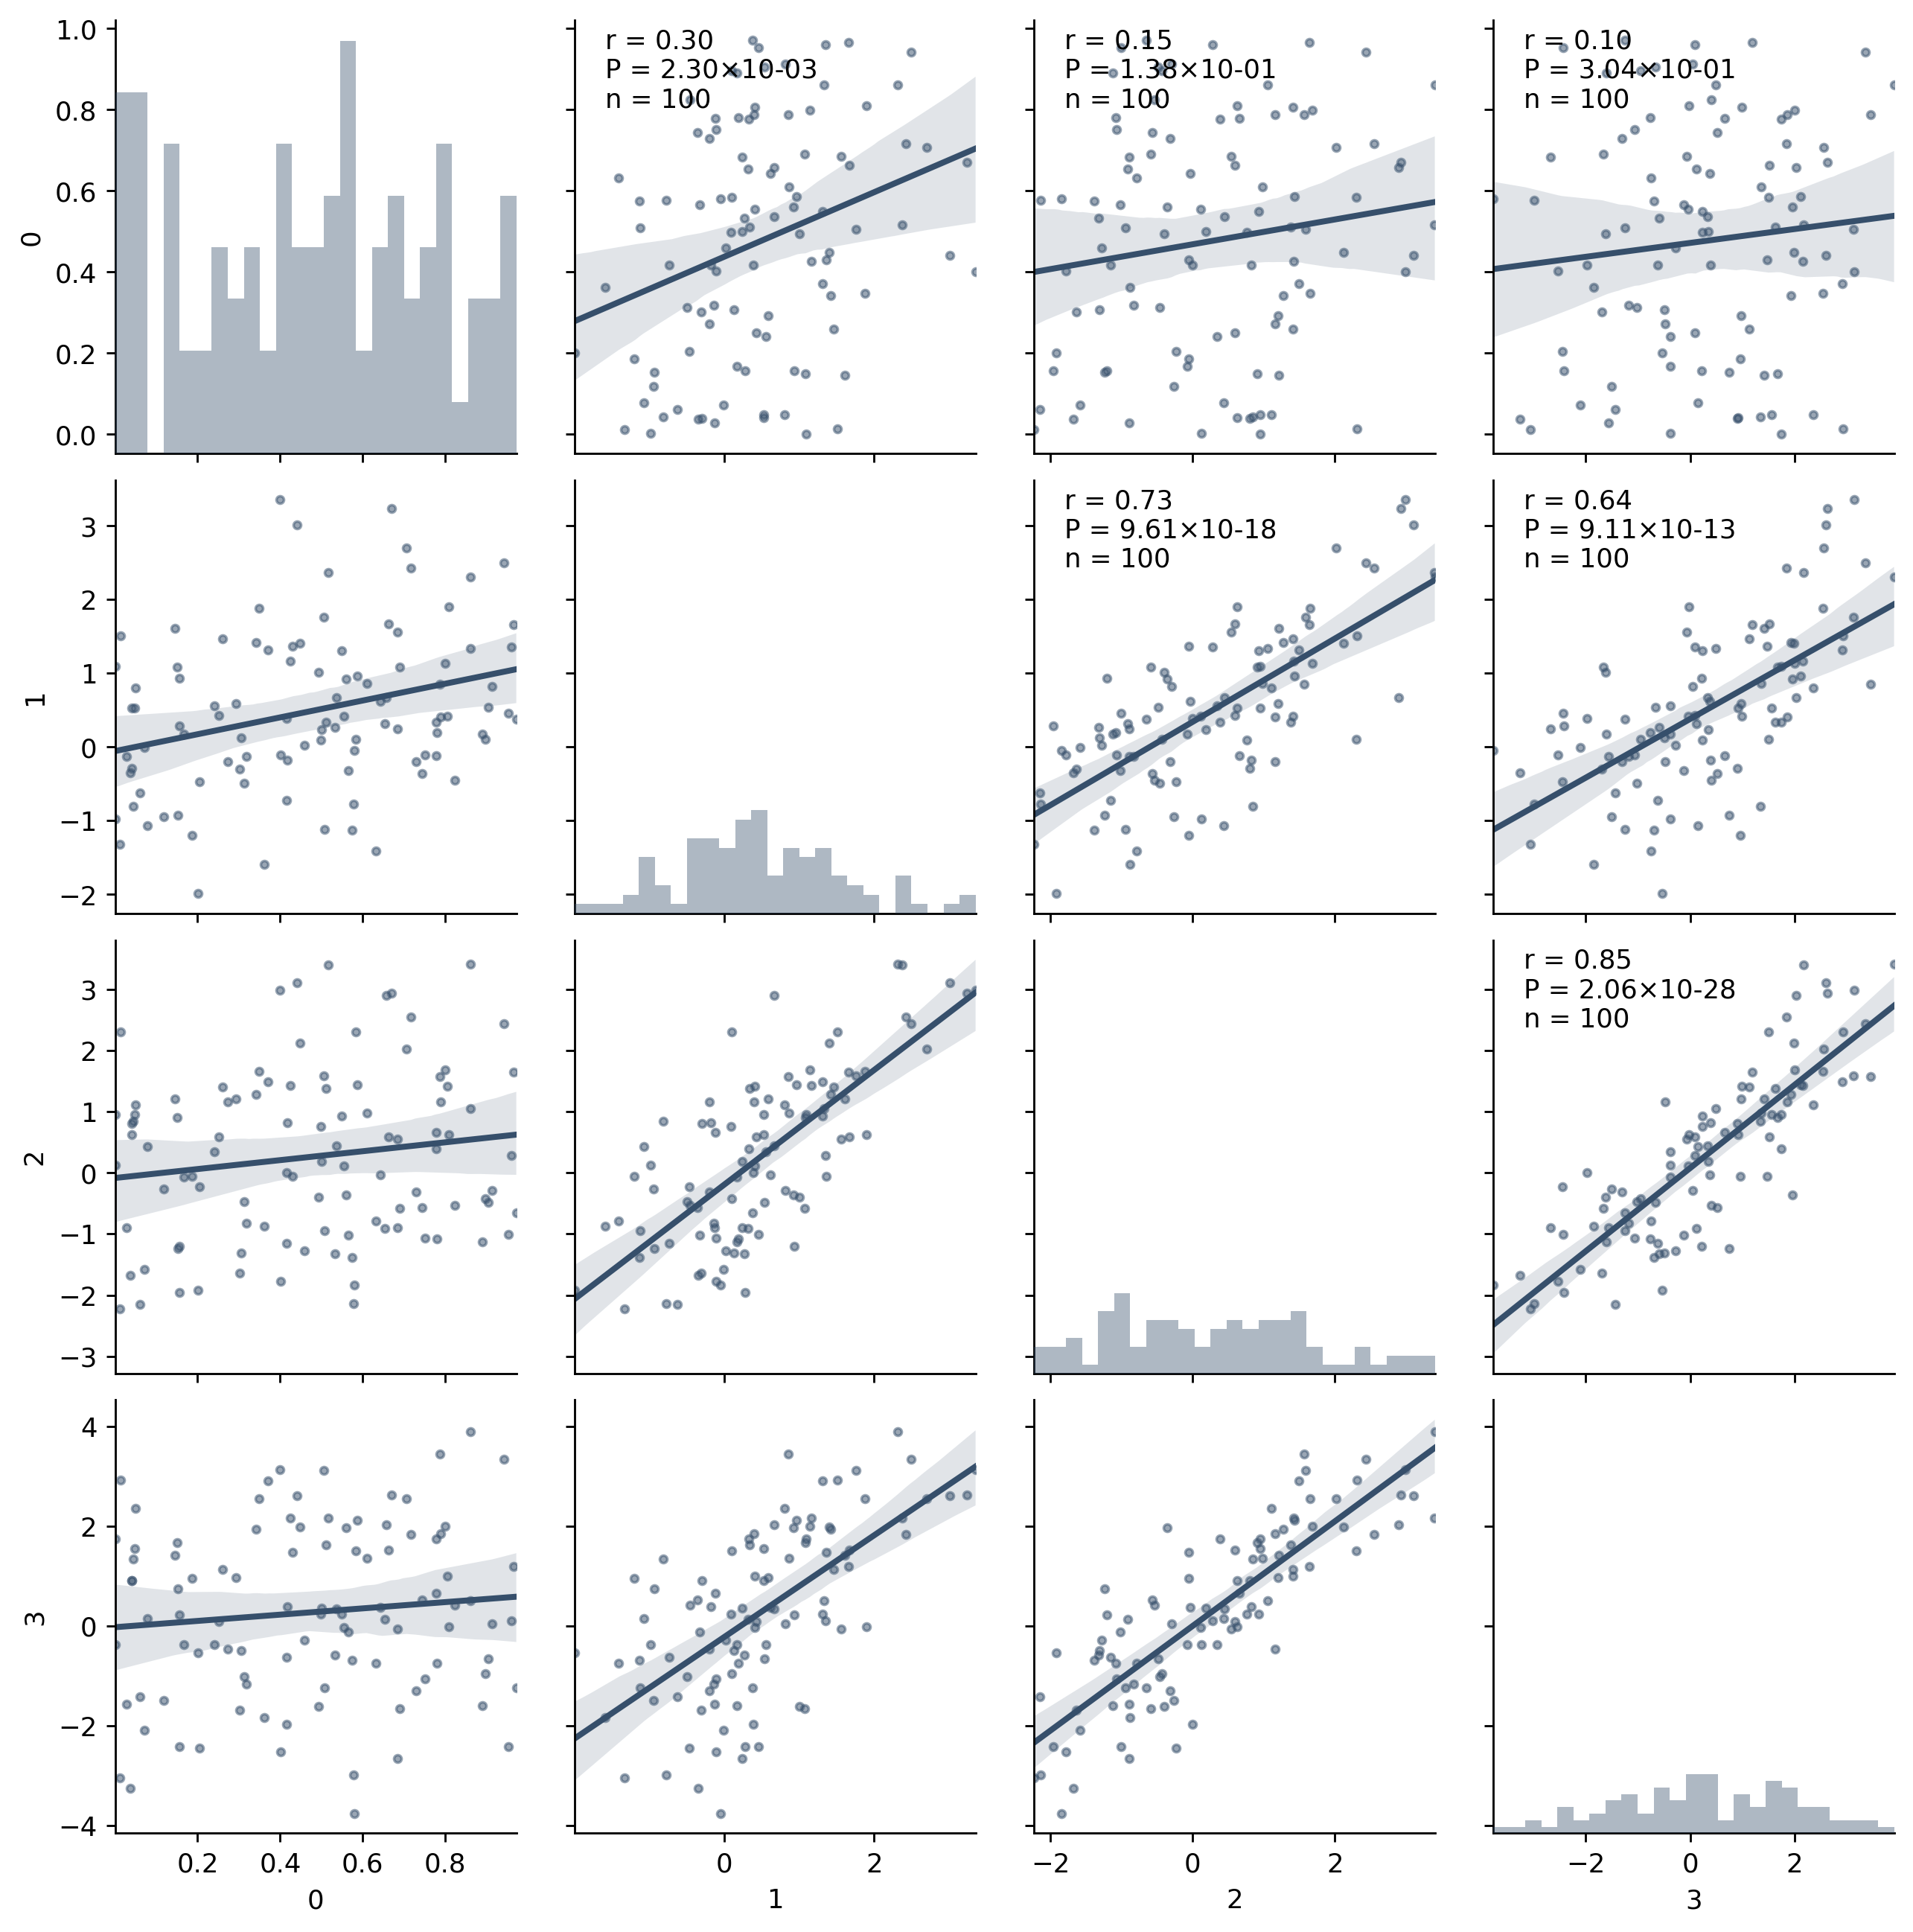 1.0
0.8
0.6
0.4
0.2
0.0
0
r = 0.30
P = 2.30×10-03
n = 100
r = 0.15
P = 1.38×10-01
n = 100
r = 0.10
P = 3.04×10-01
n = 100
3
2
1
0
−1
−2
1
r = 0.73
P = 9.61×10-18
n = 100
r = 0.64
P = 9.11×10-13
n = 100
3
2
1
0
−1
−2
−3
2
r = 0.85
P = 2.06×10-28
n = 100
4
2
0
−2
−4
3
0.2 0.4 0.6 0.8
0
0 2
1
−2 0 2
2
−2 0 2
3